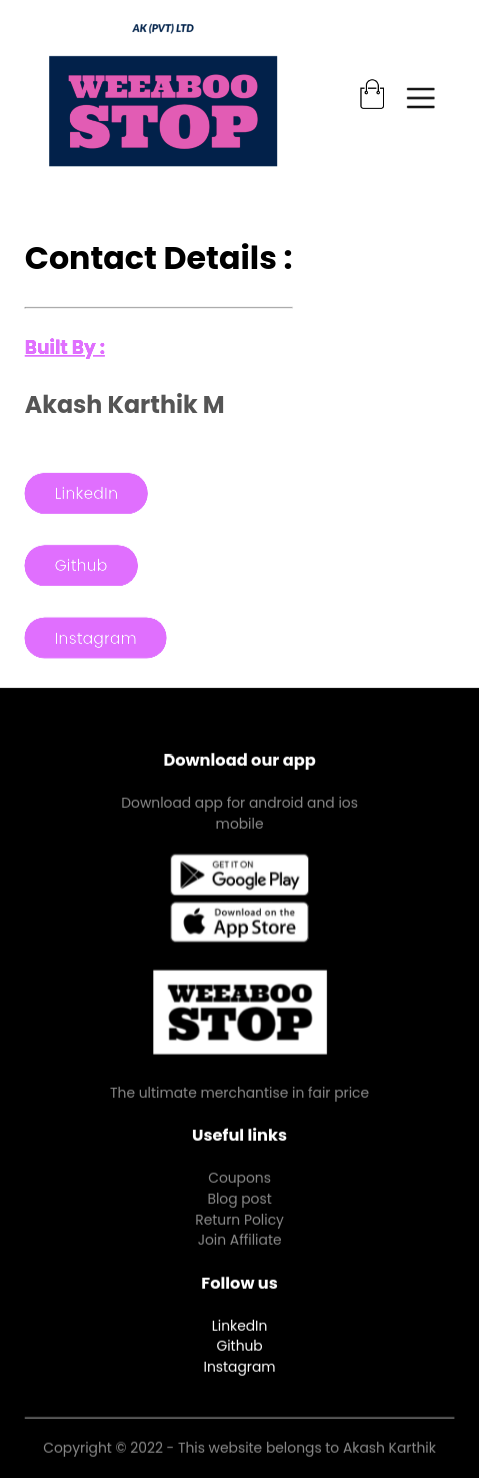 AK (PVT) LTD
WEEABOO
STOP
Contact Details :
Built By :
Akash Karthik M
LinkedIn
Github
Instagram
Download our app
Download app for android and ios
mobile
GET IT ON
Google Play
Download on the
App Store
WEEABOO
STOP
The ultimate merchantise in fair price
Useful links
Coupons
Blog post
Return Policy
Join Affiliate
Follow us
LinkedIn
Github
Instagram
Copyright © 2022 - This website belongs to Akash Karthik